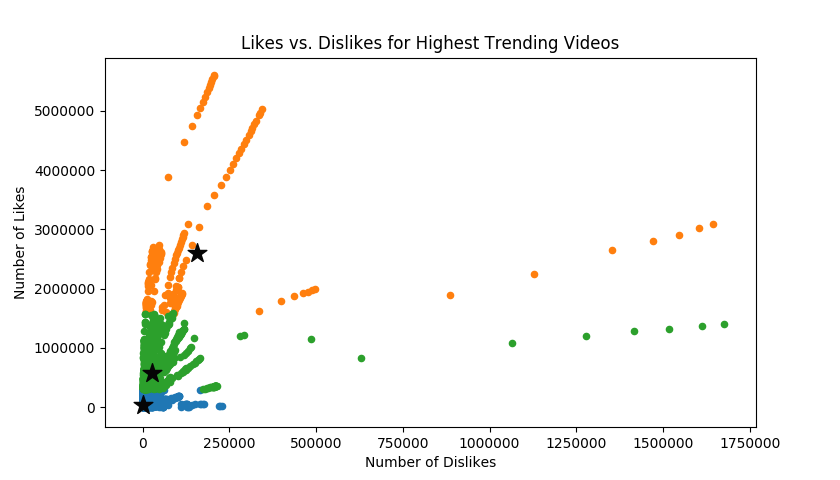 Likes vs. Dislikes for Highest Trending Videos
5000000
4000000
3000000
2000000
1000000
0
Number of Likes
0 250000 500000 750000 1000000 1250000 1500000 1750000
Number of Dislikes